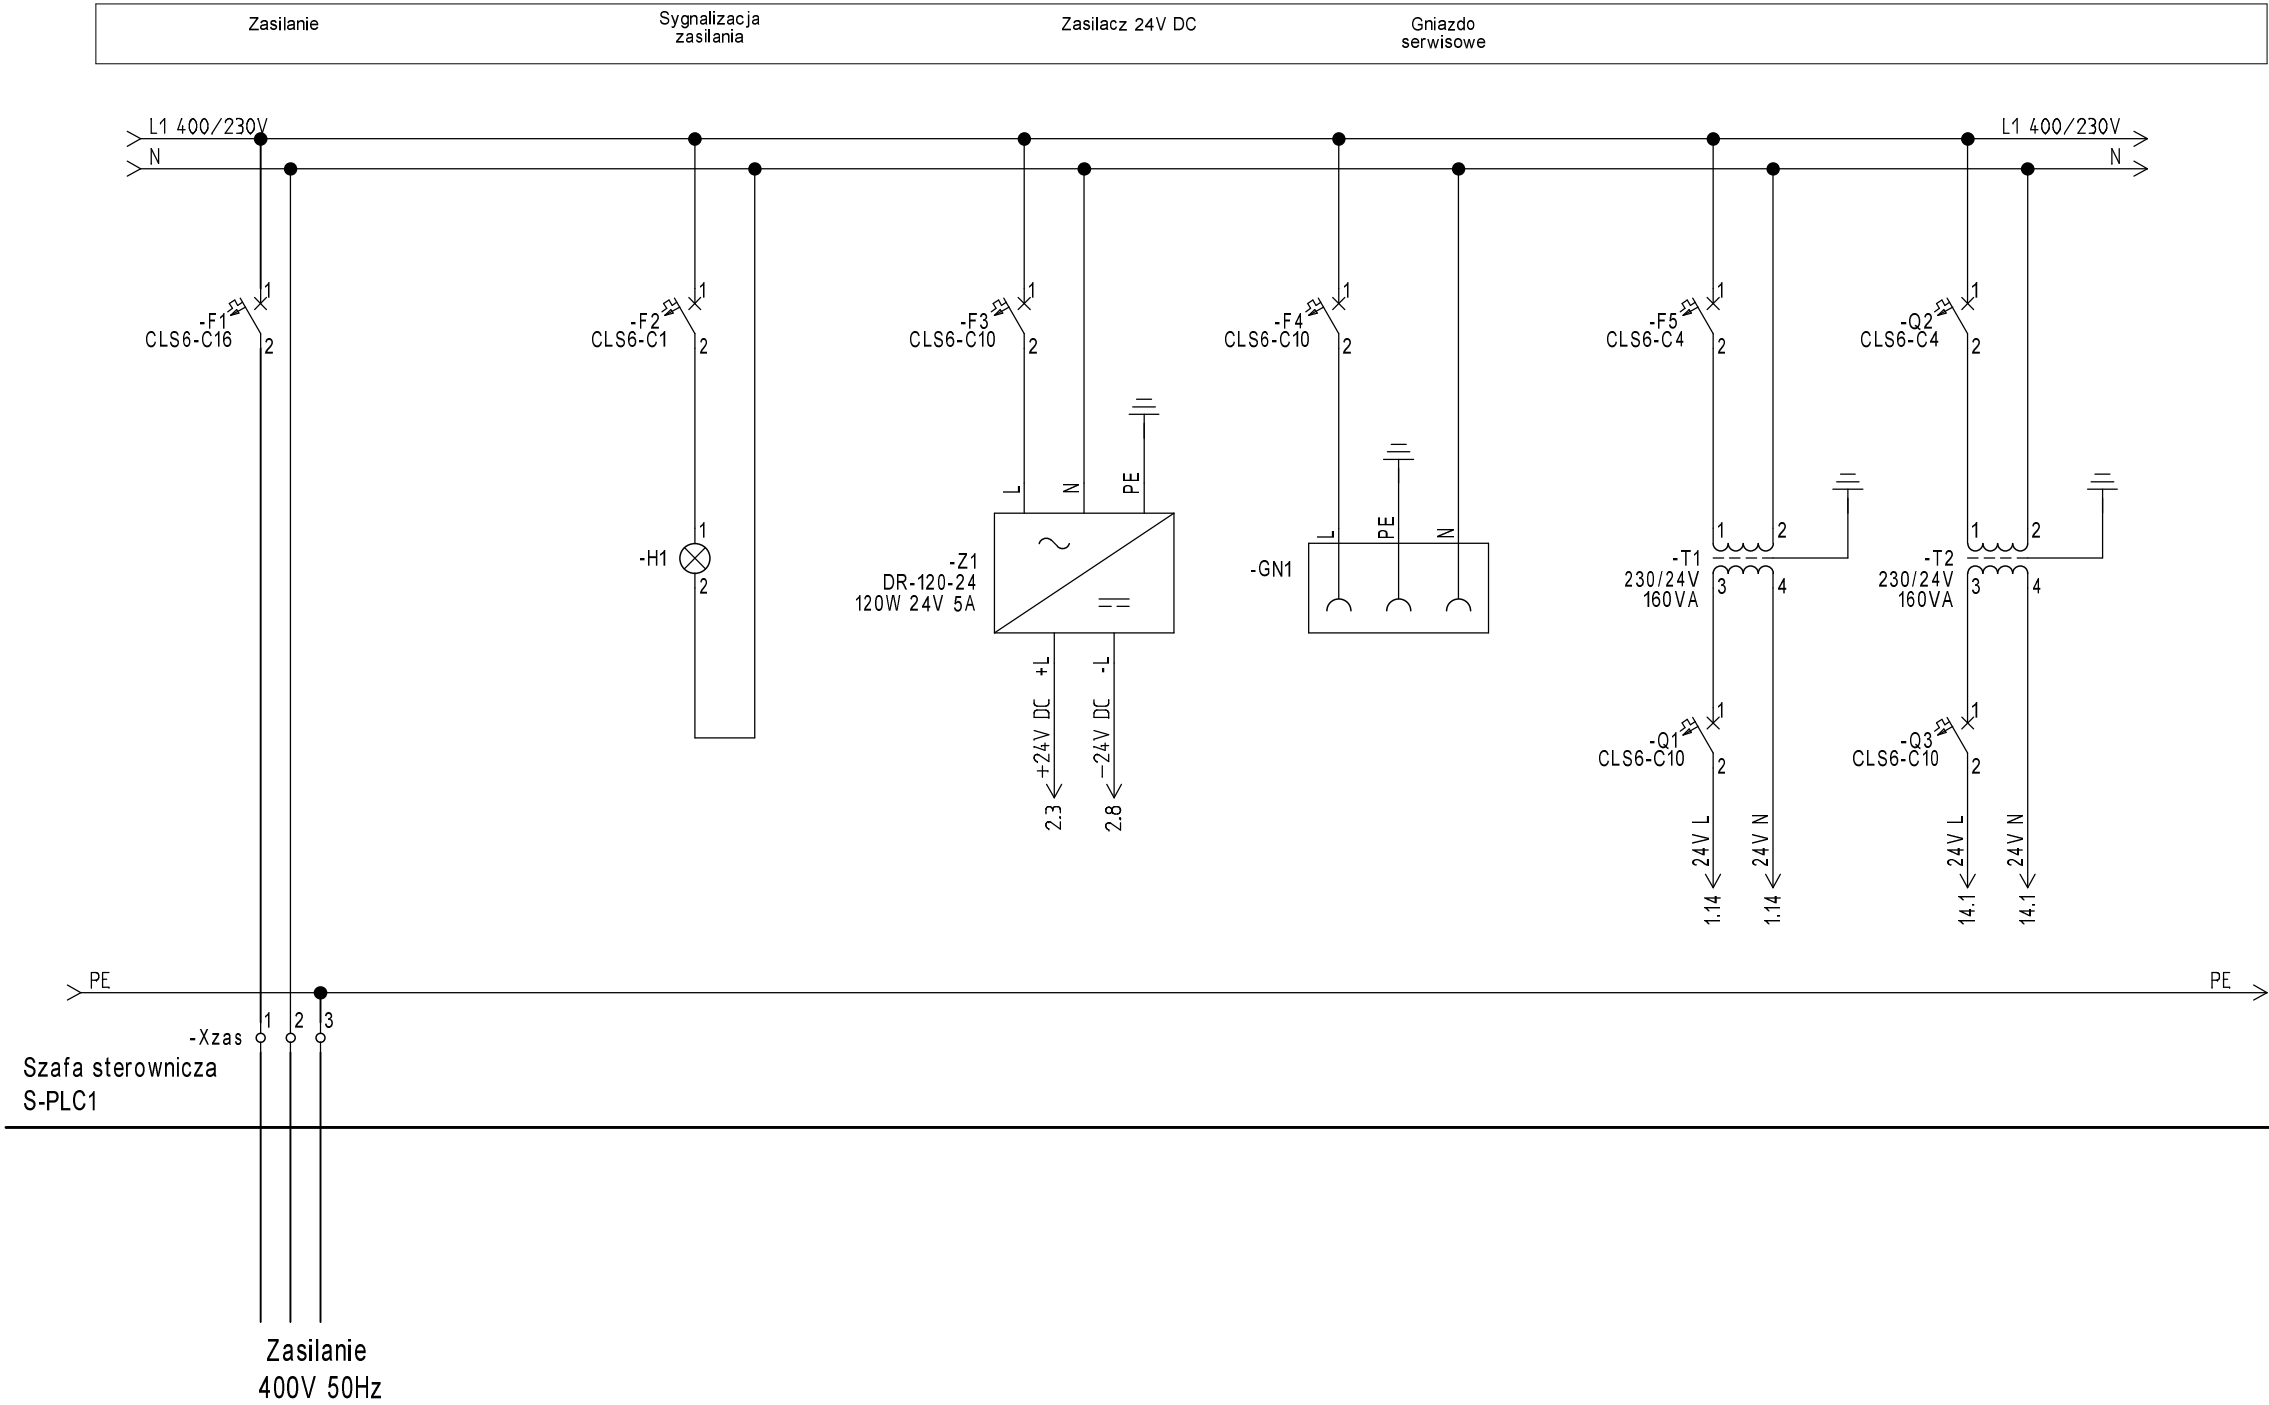 Zasilanie
Sygnalizacja
zasilania
Zasilacz 24V DC
Gniazdo
serwisowe
L1 400/230V
L1 400/230V
N
N
1
-F1
CLS6-C16
2
1
-F2
CLS6-C1
2
1
-F3
CLS6-C10
2
1
-F4
CLS6-C10
2
1
-F5
CLS6-C4
2
1
-Q2
CLS6-C4
2
L
N
PE
L
PE
N
1
-H1
2
-Z1
DR-120-24
120W 24V 5A
-GN1
1
2
-T1
230/24V
160VA
3
4
1
2
-T2
230/24V
160VA
3
4
+24V DC +L
2.3
-24V DC -L
2.8
1
-Q1
CLS6-C10
2
1
-Q3
CLS6-C10
2
24V L
1.14
24V N
1.14
24V L
14.1
24V N
14.1
PE
PE
-Xzas
1
2
3
Szafa sterownicza
S-PLC1
Zasilanie
400V 50Hz